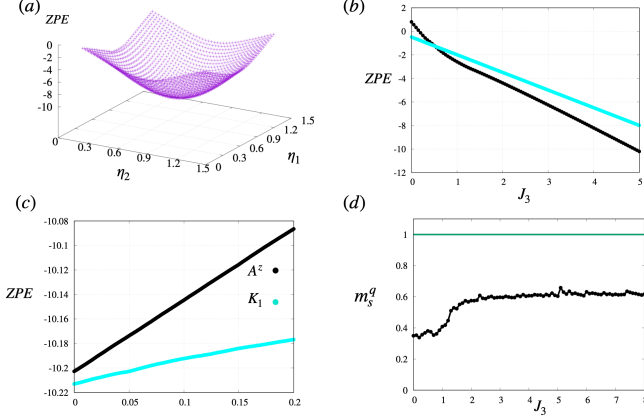 (a)
ZPE
0
-2
-4
-6
-8
-10
0
0.3
0.6
0.9
1.2
1.5
η2
0
0.3
0.6
0.9
1.2
1.5
η1
(b)
2
0
-2
-4
-6
-8
-10
-12
ZPE
0 1 2 3 4 5
J3
(c)
-10.08
-10.1
-10.12
-10.14
-10.16
-10.18
-10.2
-10.22
ZPE
A^z
K1
0 0.05 0.1 0.15 0.2
(d)
1
0.8
0.6
0.4
0.2
0
m_s^q
0 1 2 3 4 5 6 7
J3